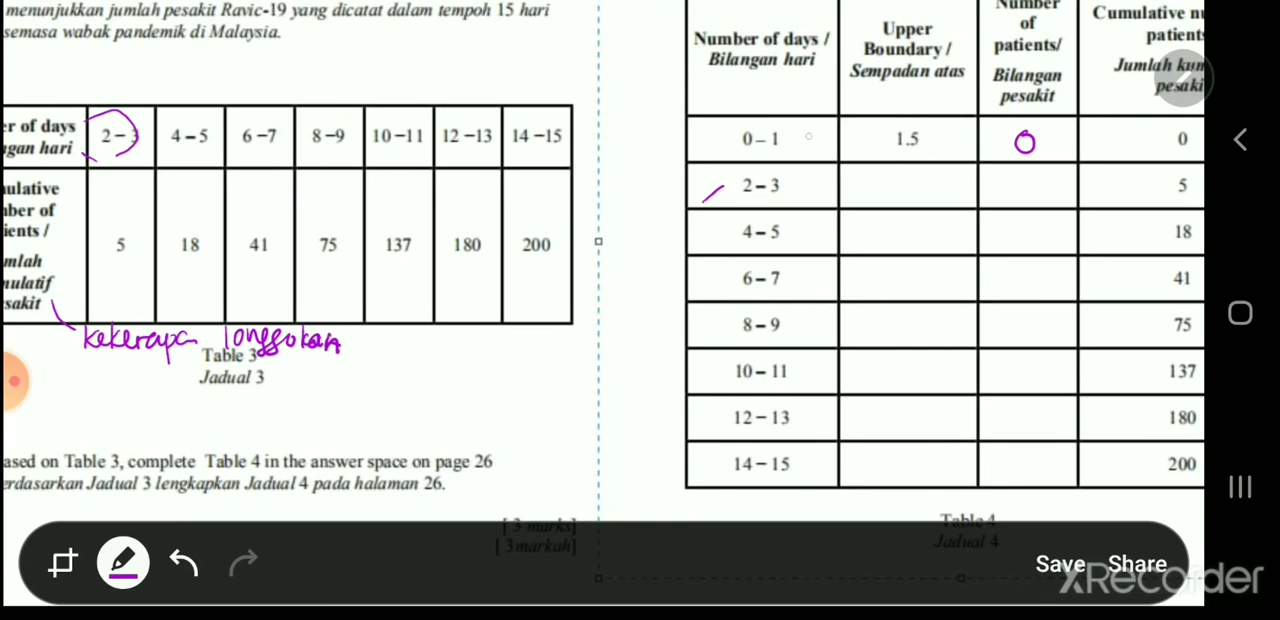 menunjukkan jumlah pesakit Ravic-19 yang dicatat dalam tempoh 15 hari
semasa wabak pandemik di Malaysia.
er of days
gan hari
2 – 3
4 – 5
6 –7
8 –9
10 –11
12 –13
14 –15
ulative
ber of
ients /
mlah
ulatif
sakit
5
18
41
75
137
180
200
kekerapa longgokan
Table 3
Jadual 3
ased on Table 3, complete Table 4 in the answer space on page 26
erdasarkan Jadual 3 lengkapkan Jadual 4 pada halaman 26.
[ 3 marks]
[ 3markah]
Number of days /
Bilangan hari
Upper
Boundary /
Sempadan atas
Number
of
patients/
Bilangan
pesakit
Cumulative nu
patients
Jumlah kum
pesaki
0 – 1
1.5
0
0
2 – 3
5
4 – 5
18
6 – 7
41
8 – 9
75
10 – 11
137
12 – 13
180
14 – 15
200
Table 4
Jadual 4
Save
Share
XRecorder